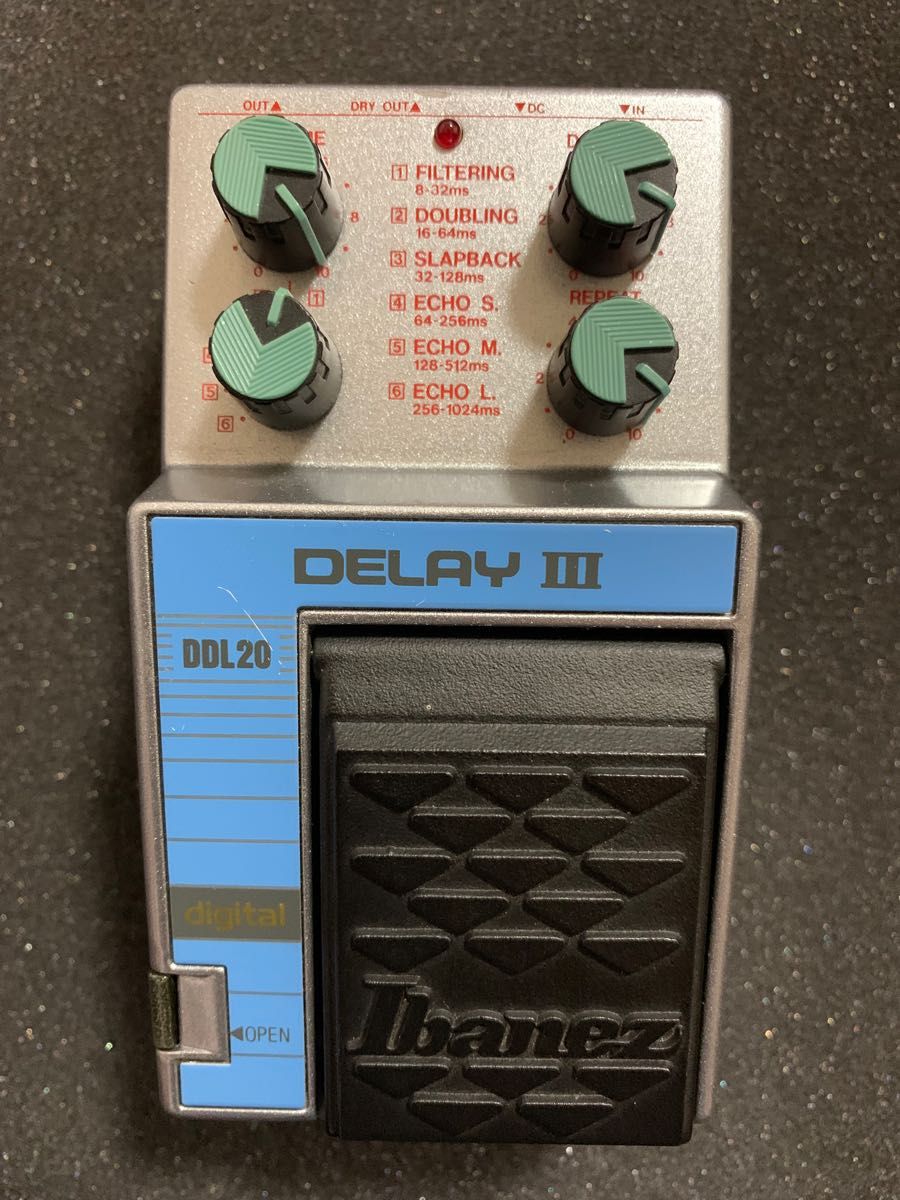 OUT▲ DRY OUT▲ ▼DC ▼IN
1 FILTERING
8-32ms
2 DOUBLING
16-64ms
3 SLAPBACK
32-128ms
4 ECHO S.
64-256ms
5 ECHO M.
128-512ms
6 ECHO L.
256-1024ms
8
0 10
1
5
6
0 10
REPEAT
2
0 10
DELAY III
DDL20
digital
◀OPEN
Ibanez